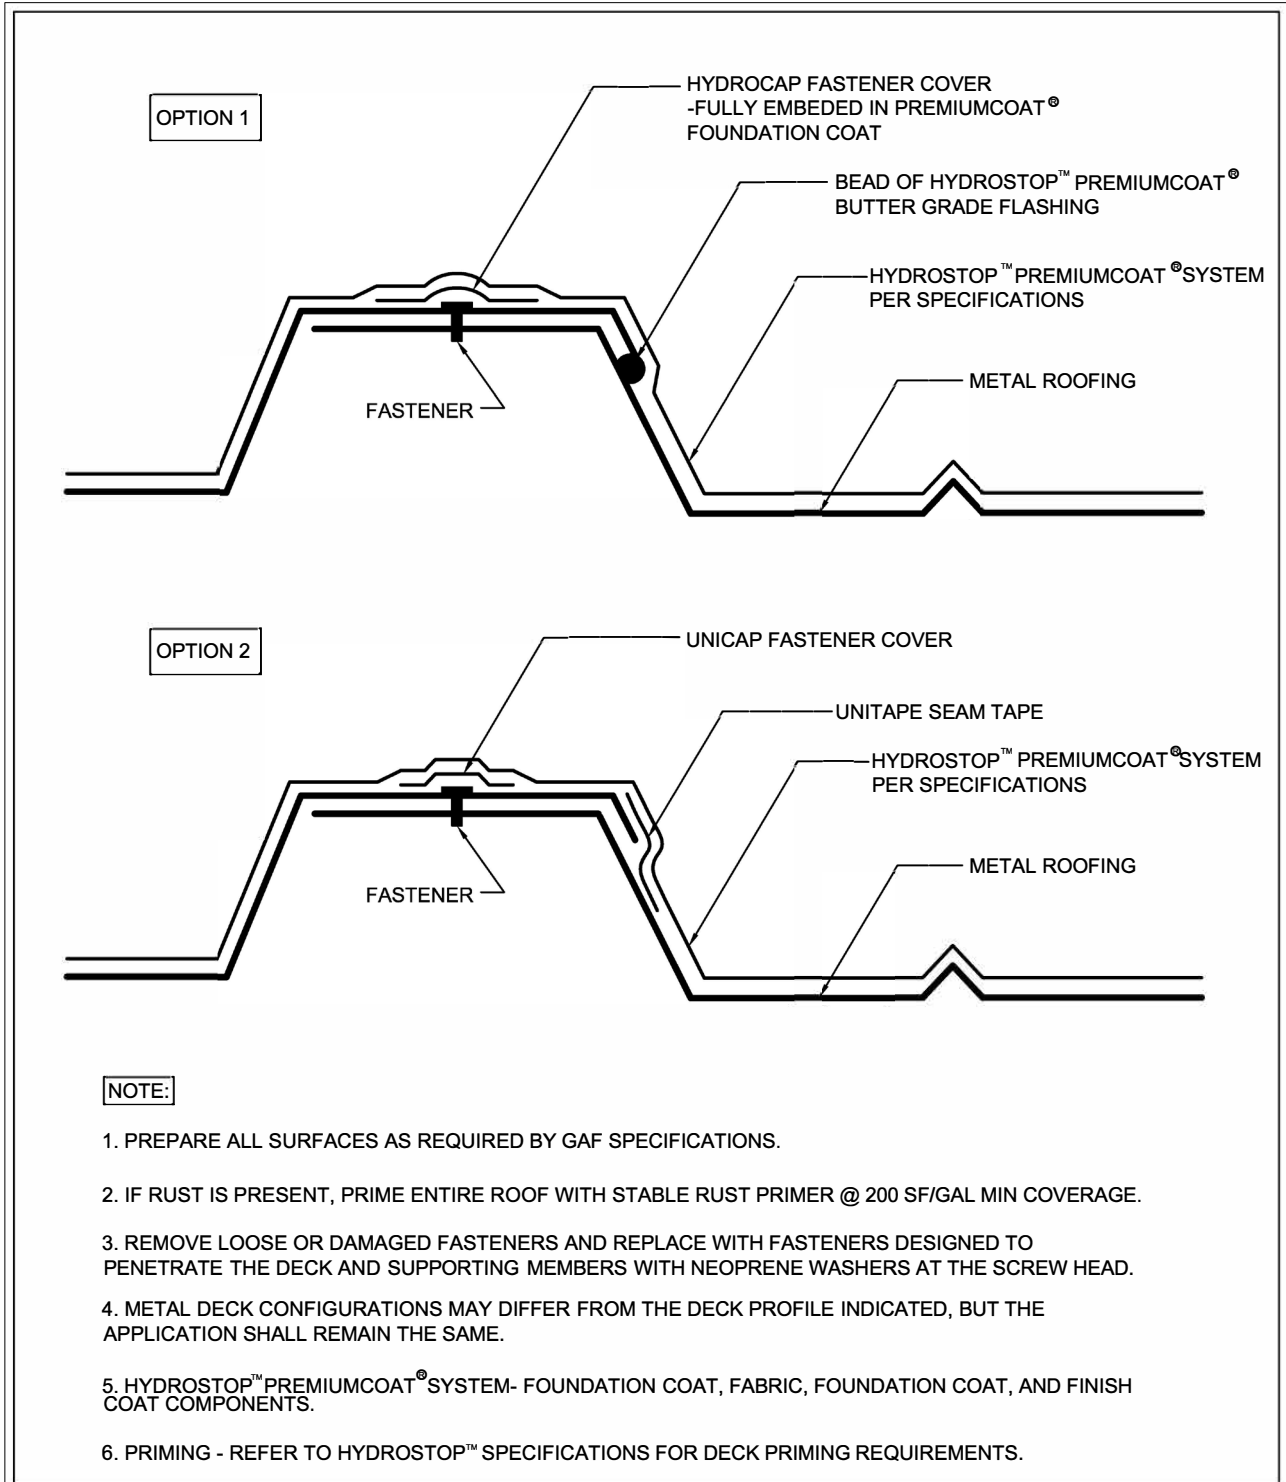 OPTION 1
HYDROCAP FASTENER COVER
-FULLY EMBEDED IN PREMIUMCOAT®
FOUNDATION COAT
BEAD OF HYDROSTOP™ PREMIUMCOAT®
BUTTER GRADE FLASHING
HYDROSTOP™ PREMIUMCOAT® SYSTEM
PER SPECIFICATIONS
METAL ROOFING
FASTENER
OPTION 2
UNICAP FASTENER COVER
UNITAPE SEAM TAPE
HYDROSTOP™ PREMIUMCOAT® SYSTEM
PER SPECIFICATIONS
METAL ROOFING
FASTENER
NOTE:
1. PREPARE ALL SURFACES AS REQUIRED BY GAF SPECIFICATIONS.
2. IF RUST IS PRESENT, PRIME ENTIRE ROOF WITH STABLE RUST PRIMER @ 200 SF/GAL MIN COVERAGE.
3. REMOVE LOOSE OR DAMAGED FASTENERS AND REPLACE WITH FASTENERS DESIGNED TO
PENETRATE THE DECK AND SUPPORTING MEMBERS WITH NEOPRENE WASHERS AT THE SCREW HEAD.
4. METAL DECK CONFIGURATIONS MAY DIFFER FROM THE DECK PROFILE INDICATED, BUT THE
APPLICATION SHALL REMAIN THE SAME.
5. HYDROSTOP™ PREMIUMCOAT® SYSTEM- FOUNDATION COAT, FABRIC, FOUNDATION COAT, AND FINISH
COAT COMPONENTS.
6. PRIMING - REFER TO HYDROSTOP™ SPECIFICATIONS FOR DECK PRIMING REQUIREMENTS.